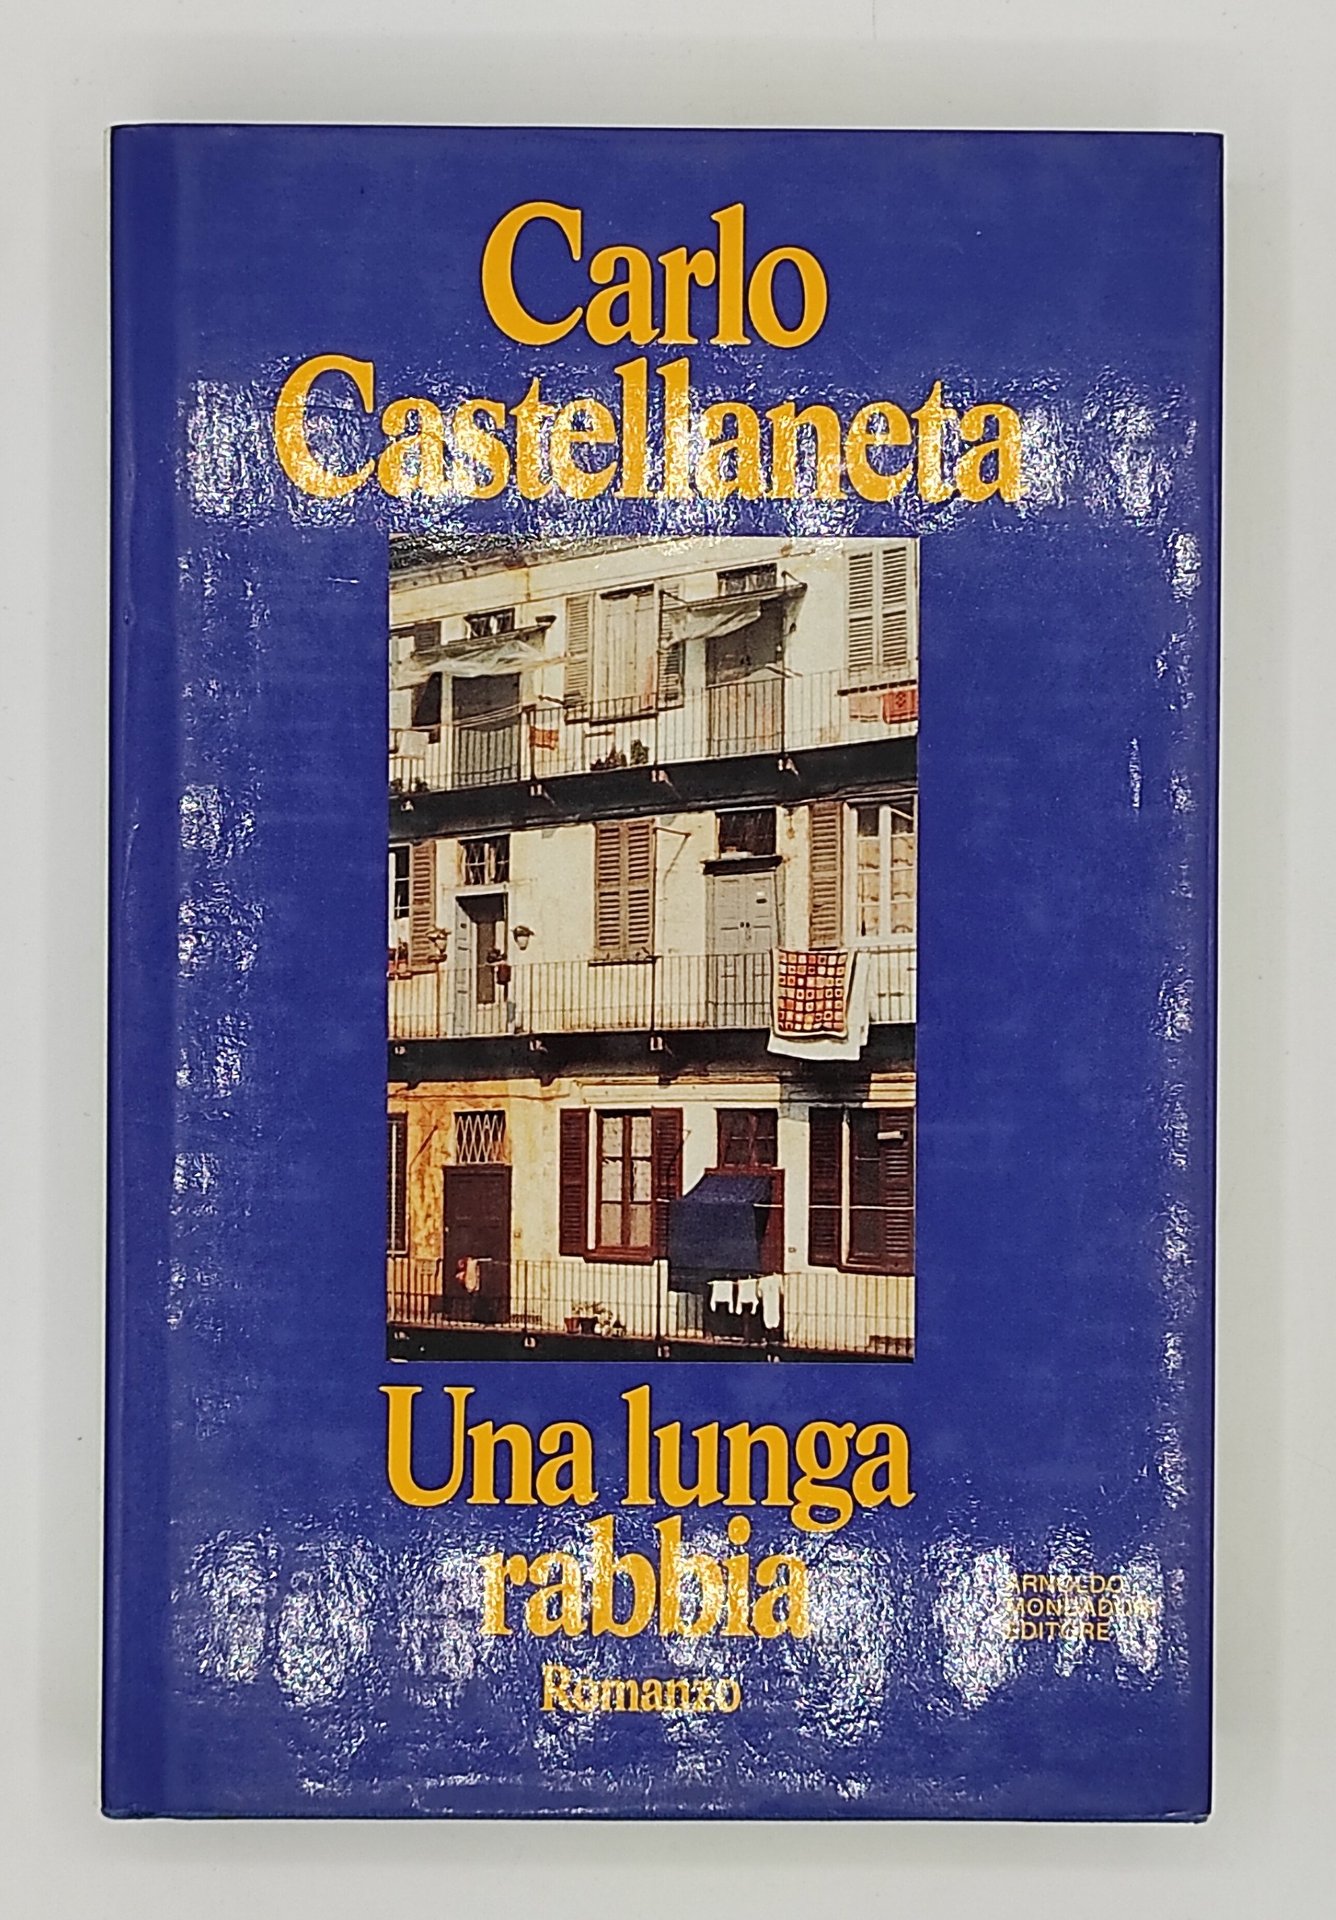 Carlo
Castellaneta
Una lunga
rabbia
Romanzo
ARNOLDO
MONDADORI
EDITORE